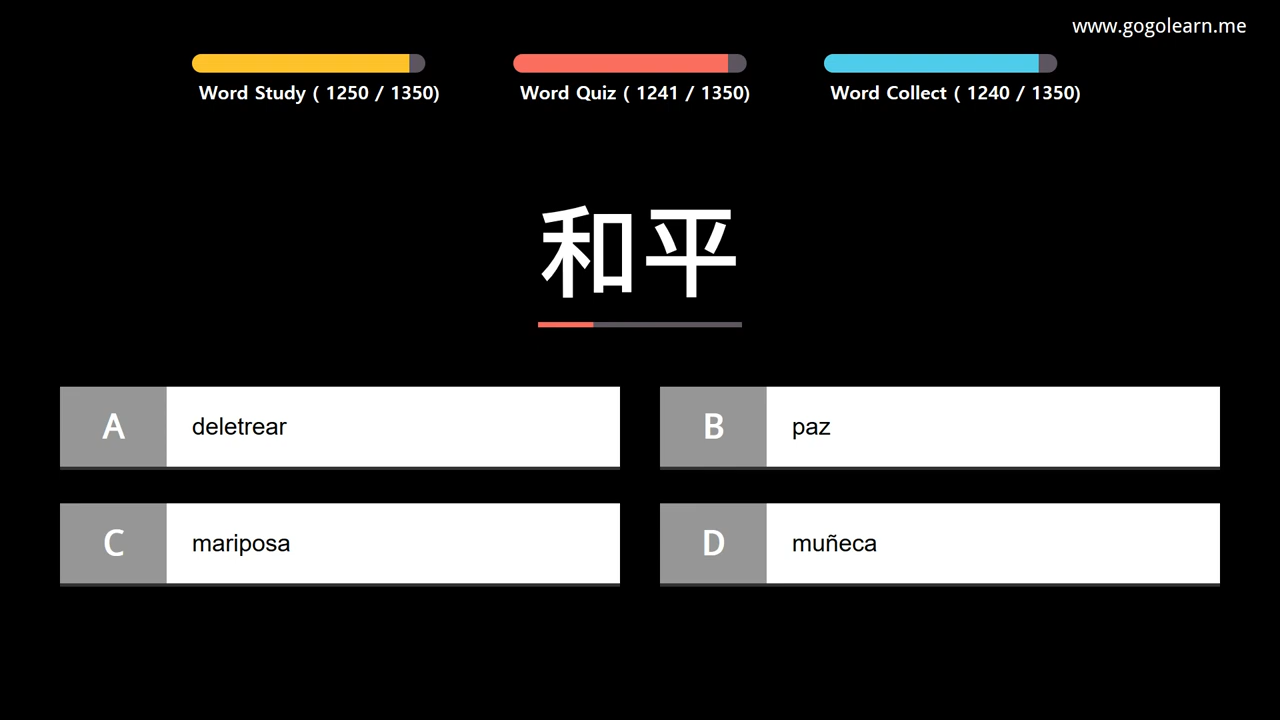 www.gogolearn.me
Word Study ( 1250 / 1350)
Word Quiz ( 1241 / 1350)
Word Collect ( 1240 / 1350)
和平
A deletrear
B paz
C mariposa
D muñeca